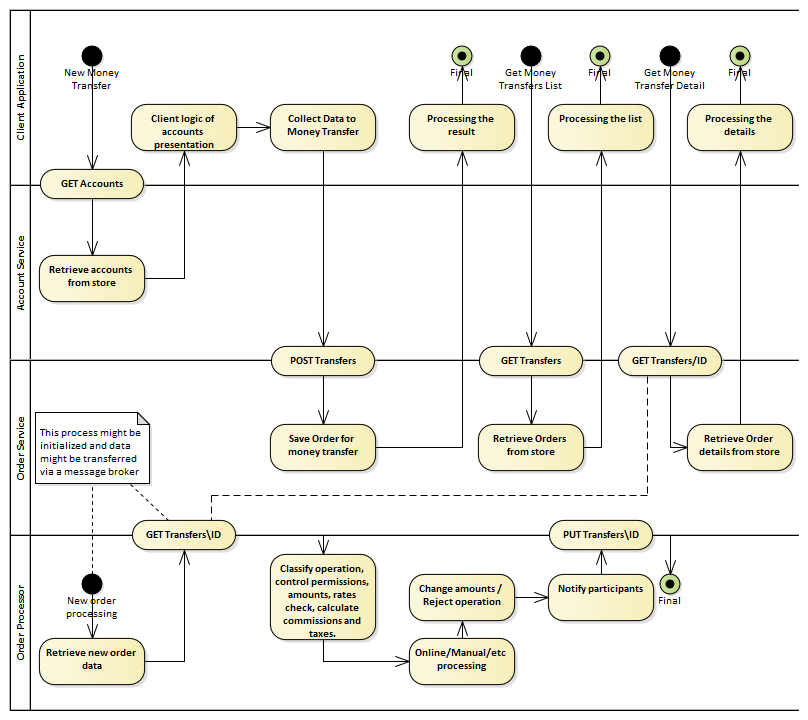 Client Application
New Money
Transfer
Final
Get Money
Transfers List
Final
Get Money
Transfer Detail
Final
Client logic of
accounts
presentation
Collect Data to
Money Transfer
Processing the
result
Processing the list
Processing the
details
GET Accounts
Account Service
Retrieve accounts
from store
POST Transfers
GET Transfers
GET Transfers/ID
Order Service
This process might be
initialized and data
might be transferred
via a message broker
Save Order for
money transfer
Retrieve Orders
from store
Retrieve Order
details from store
GET Transfers\ID
PUT Transfers\ID
Order Processor
New order
processing
Classify operation,
control permissions,
amounts, rates
check, calculate
commissions and
taxes.
Change amounts /
Reject operation
Notify participants
Final
Retrieve new order
data
Online/Manual/etc
processing